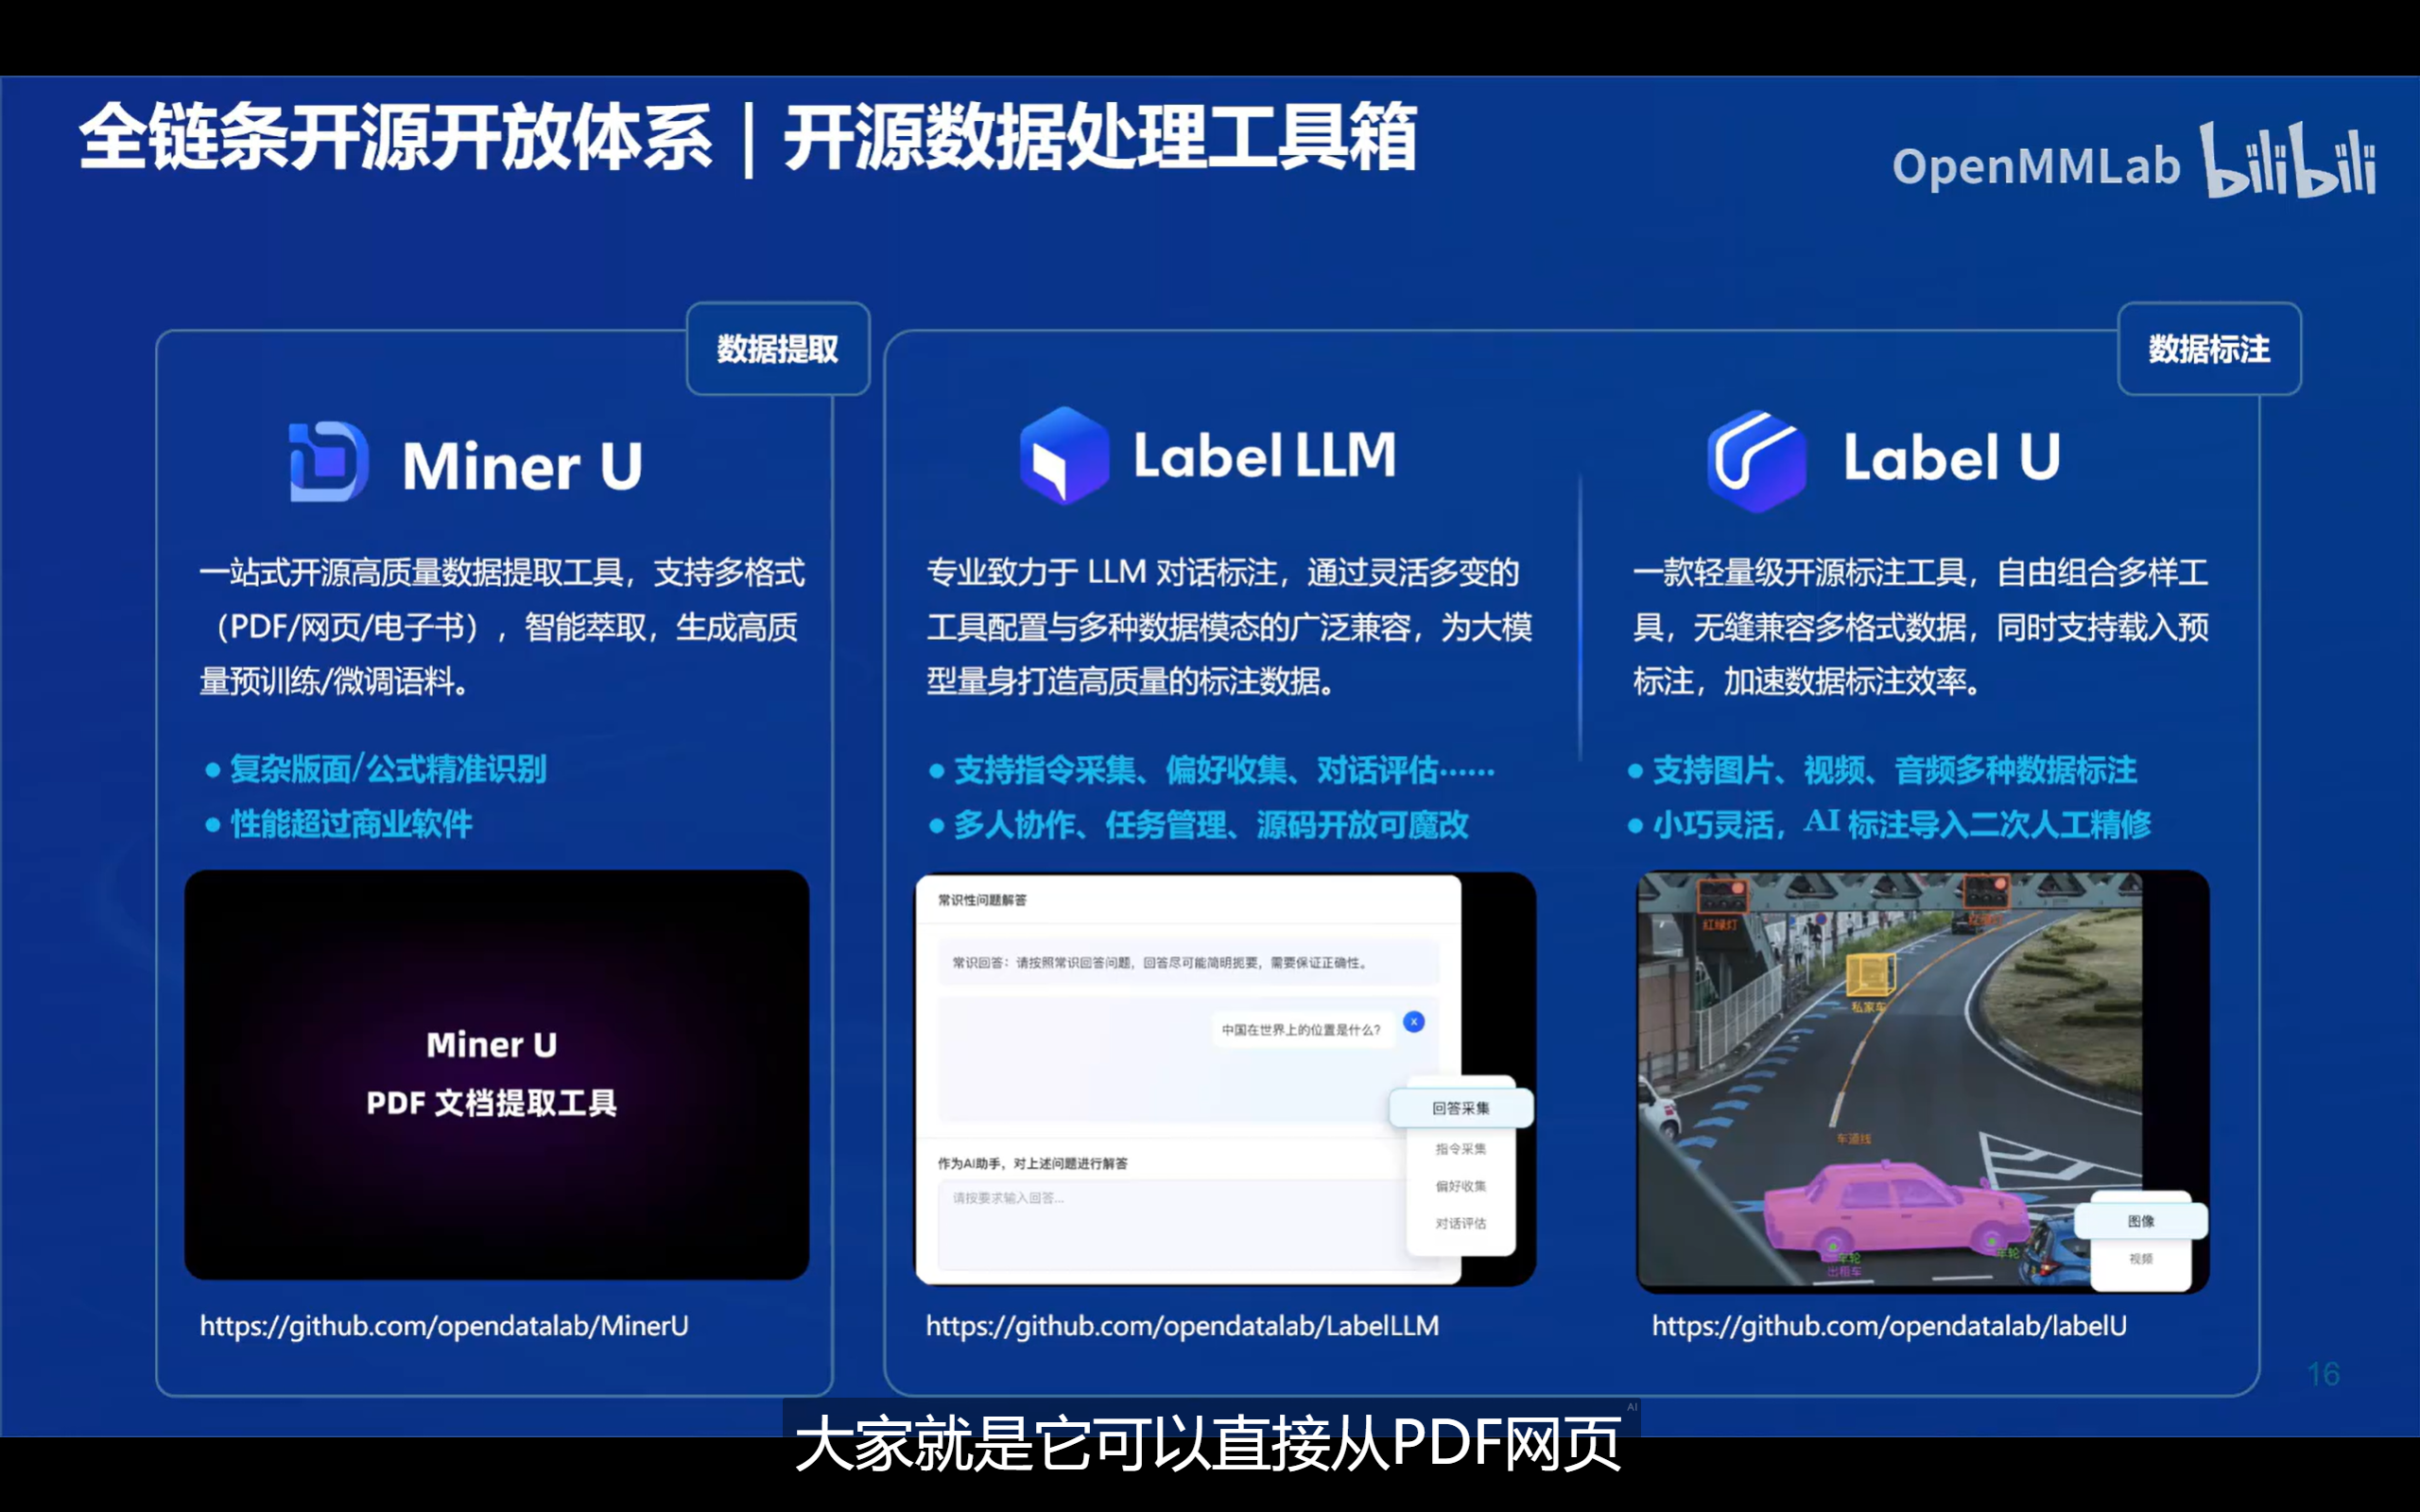 全链条开源开放体系｜开源数据处理工具箱
OpenMMLab bilibili
数据提取
Miner U
一站式开源高质量数据提取工具，支持多格式
（PDF/网页/电子书），智能萃取，生成高质
量预训练/微调语料。
● 复杂版面/公式精准识别
● 性能超过商业软件
Miner U
PDF 文档提取工具
https://github.com/opendatalab/MinerU
数据标注
Label LLM
专业致力于 LLM 对话标注，通过灵活多变的
工具配置与多种数据模态的广泛兼容，为大模
型量身打造高质量的标注数据。
● 支持指令采集、偏好收集、对话评估……
● 多人协作、任务管理、源码开放可魔改
常识性问题解答
常识回答：请按照常识回答问题，回答尽可能简明扼要，需要保证正确性。
中国在世界上的位置是什么?
X
回答采集
指令采集
偏好收集
对话评估
作为AI助手，对上述问题进行解答
请按要求输入回答...
https://github.com/opendatalab/LabelLLM
Label U
一款轻量级开源标注工具，自由组合多样工
具，无缝兼容多格式数据，同时支持载入预
标注，加速数据标注效率。
● 支持图片、视频、音频多种数据标注
● 小巧灵活，AI 标注导入二次人工精修
红绿灯
私家车
车道线
车轮
车轮
出租车
图像
视频
https://github.com/opendatalab/labelU
16
AI
大家就是它可以直接从PDF网页